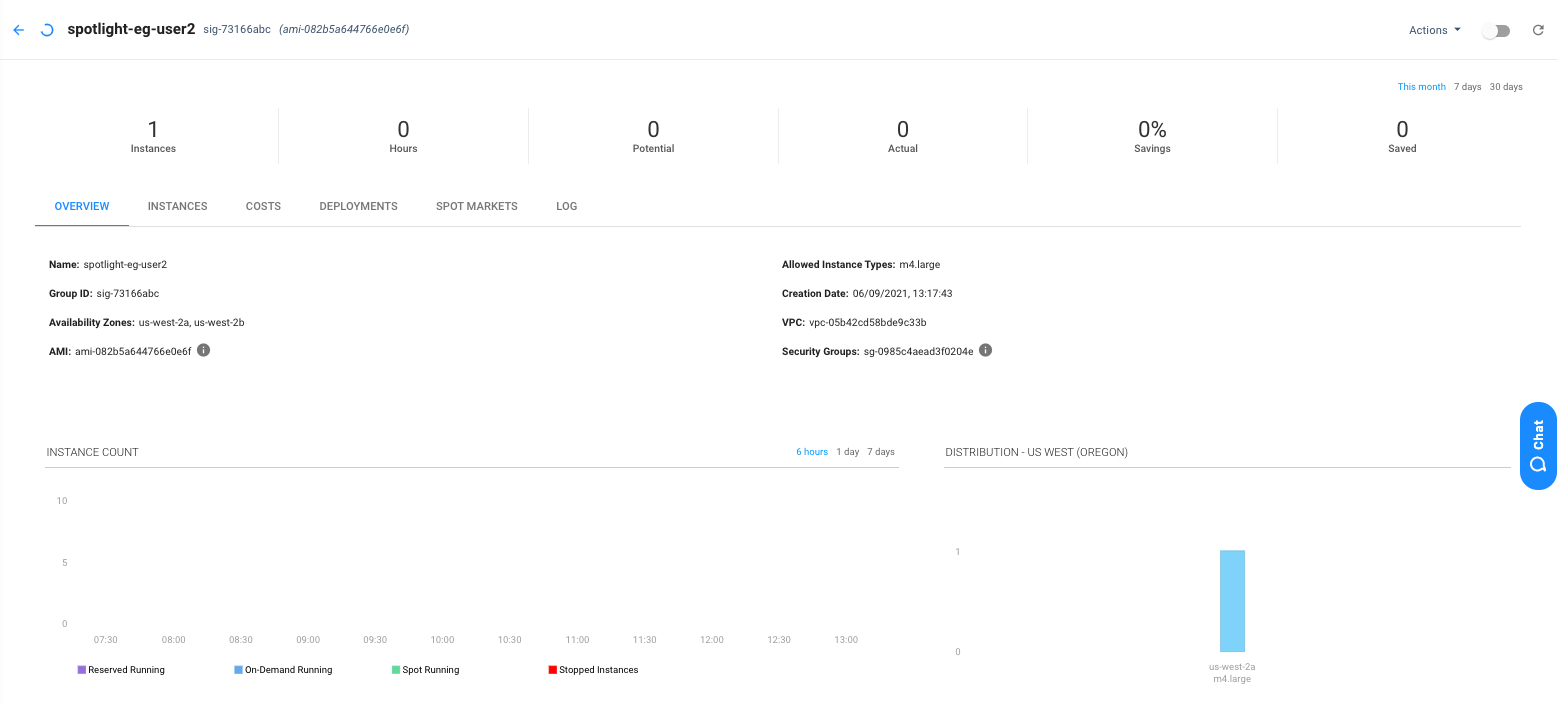 spotlight-eg-user2 sig-73166abc (ami-082b5a644766e0e6f) Actions
This month 7 days 30 days
1 0 0 0 0% 0
Instances Hours Potential Actual Savings Saved
OVERVIEW INSTANCES COSTS DEPLOYMENTS SPOT MARKETS LOG
Name: spotlight-eg-user2 Allowed Instance Types: m4.large
Group ID: sig-73166abc Creation Date: 06/09/2021, 13:17:43
Availability Zones: us-west-2a, us-west-2b VPC: vpc-05b42cd58bde9c33b
AMI: ami-082b5a644766e0e6f Security Groups: sg-0985c4aead3f0204e
Chat
INSTANCE COUNT 6 hours 1 day 7 days DISTRIBUTION - US WEST (OREGON)
10
1
5
0
0
07:30 08:00 08:30 09:00 09:30 10:00 10:30 11:00 11:30 12:00 12:30 13:00
Reserved Running On-Demand Running Spot Running Stopped Instances
us-west-2a
m4.large